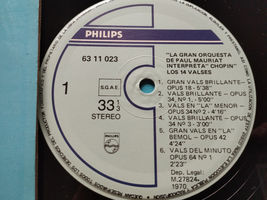 PHILIPS
63 11 023
"LA GRAN ORQUESTA
DE PAUL MAURIAT
INTERPRETA "CHOPIN"
LOS 14 VALSES
1
S.G.A.E.
33 1/3
STEREO
PHILIPS
1. GRAN VALS BRILLANTE-
OPUS 18 - 5'38"
2. VALS BRILLANTE - OPUS
34 Nº 1, - 5'00"
3. VALS EN "LA" MENOR -
OPUS 34 Nº 2 - 4'16"
4. VALS BRILLANTE - OPUS
34 Nº 3 - 3'00"
5. GRAN VALS EN "LA"
BEMOL - OPUS 42
4'24"
6. VALS DEL MINUTO
OPUS 64 Nº 1
2'23"
Dep. Legal:
M.27824
1970.